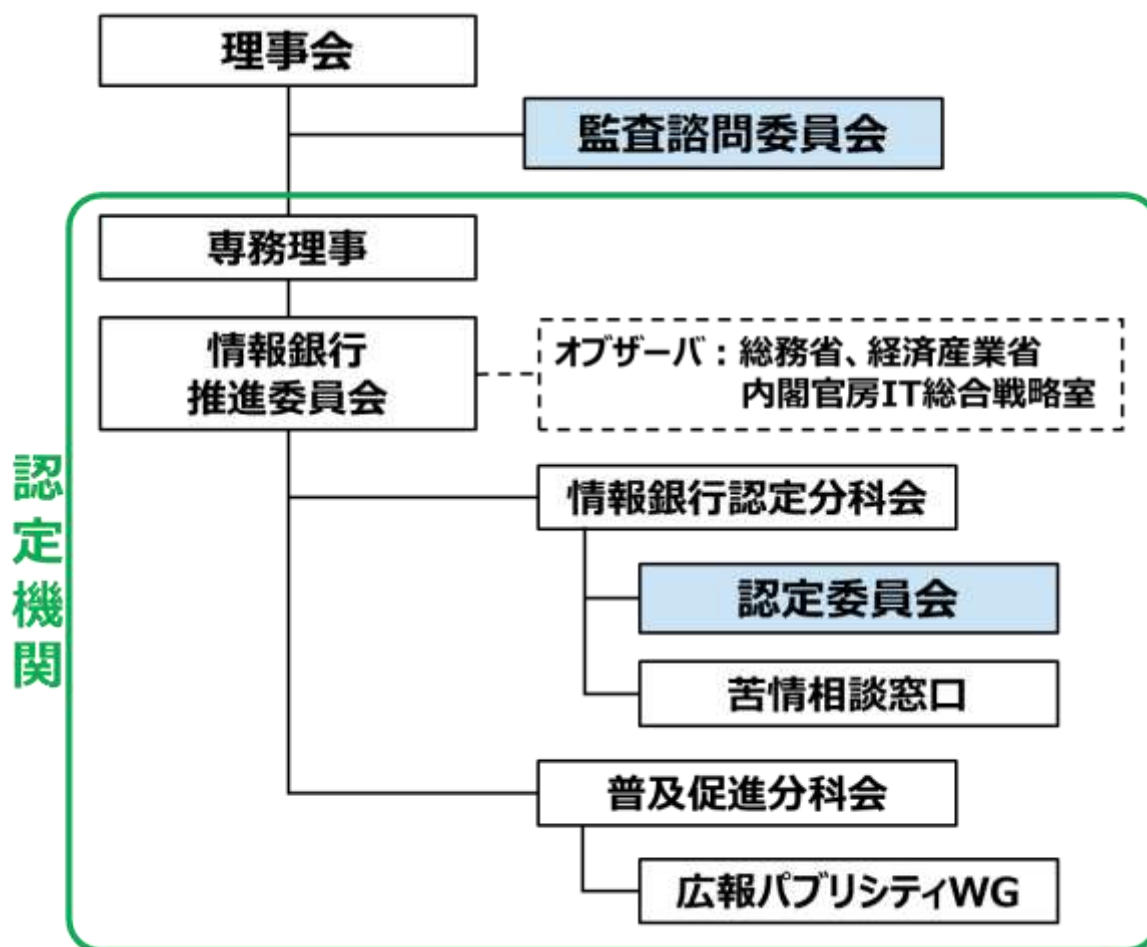 理事会
監査諮問委員会
専務理事
情報銀行
推進委員会
オブザーバ：総務省、経済産業省
内閣官房IT総合戦略室
認定機関
情報銀行認定分科会
認定委員会
苦情相談窓口
普及促進分科会
広報パブリシティWG